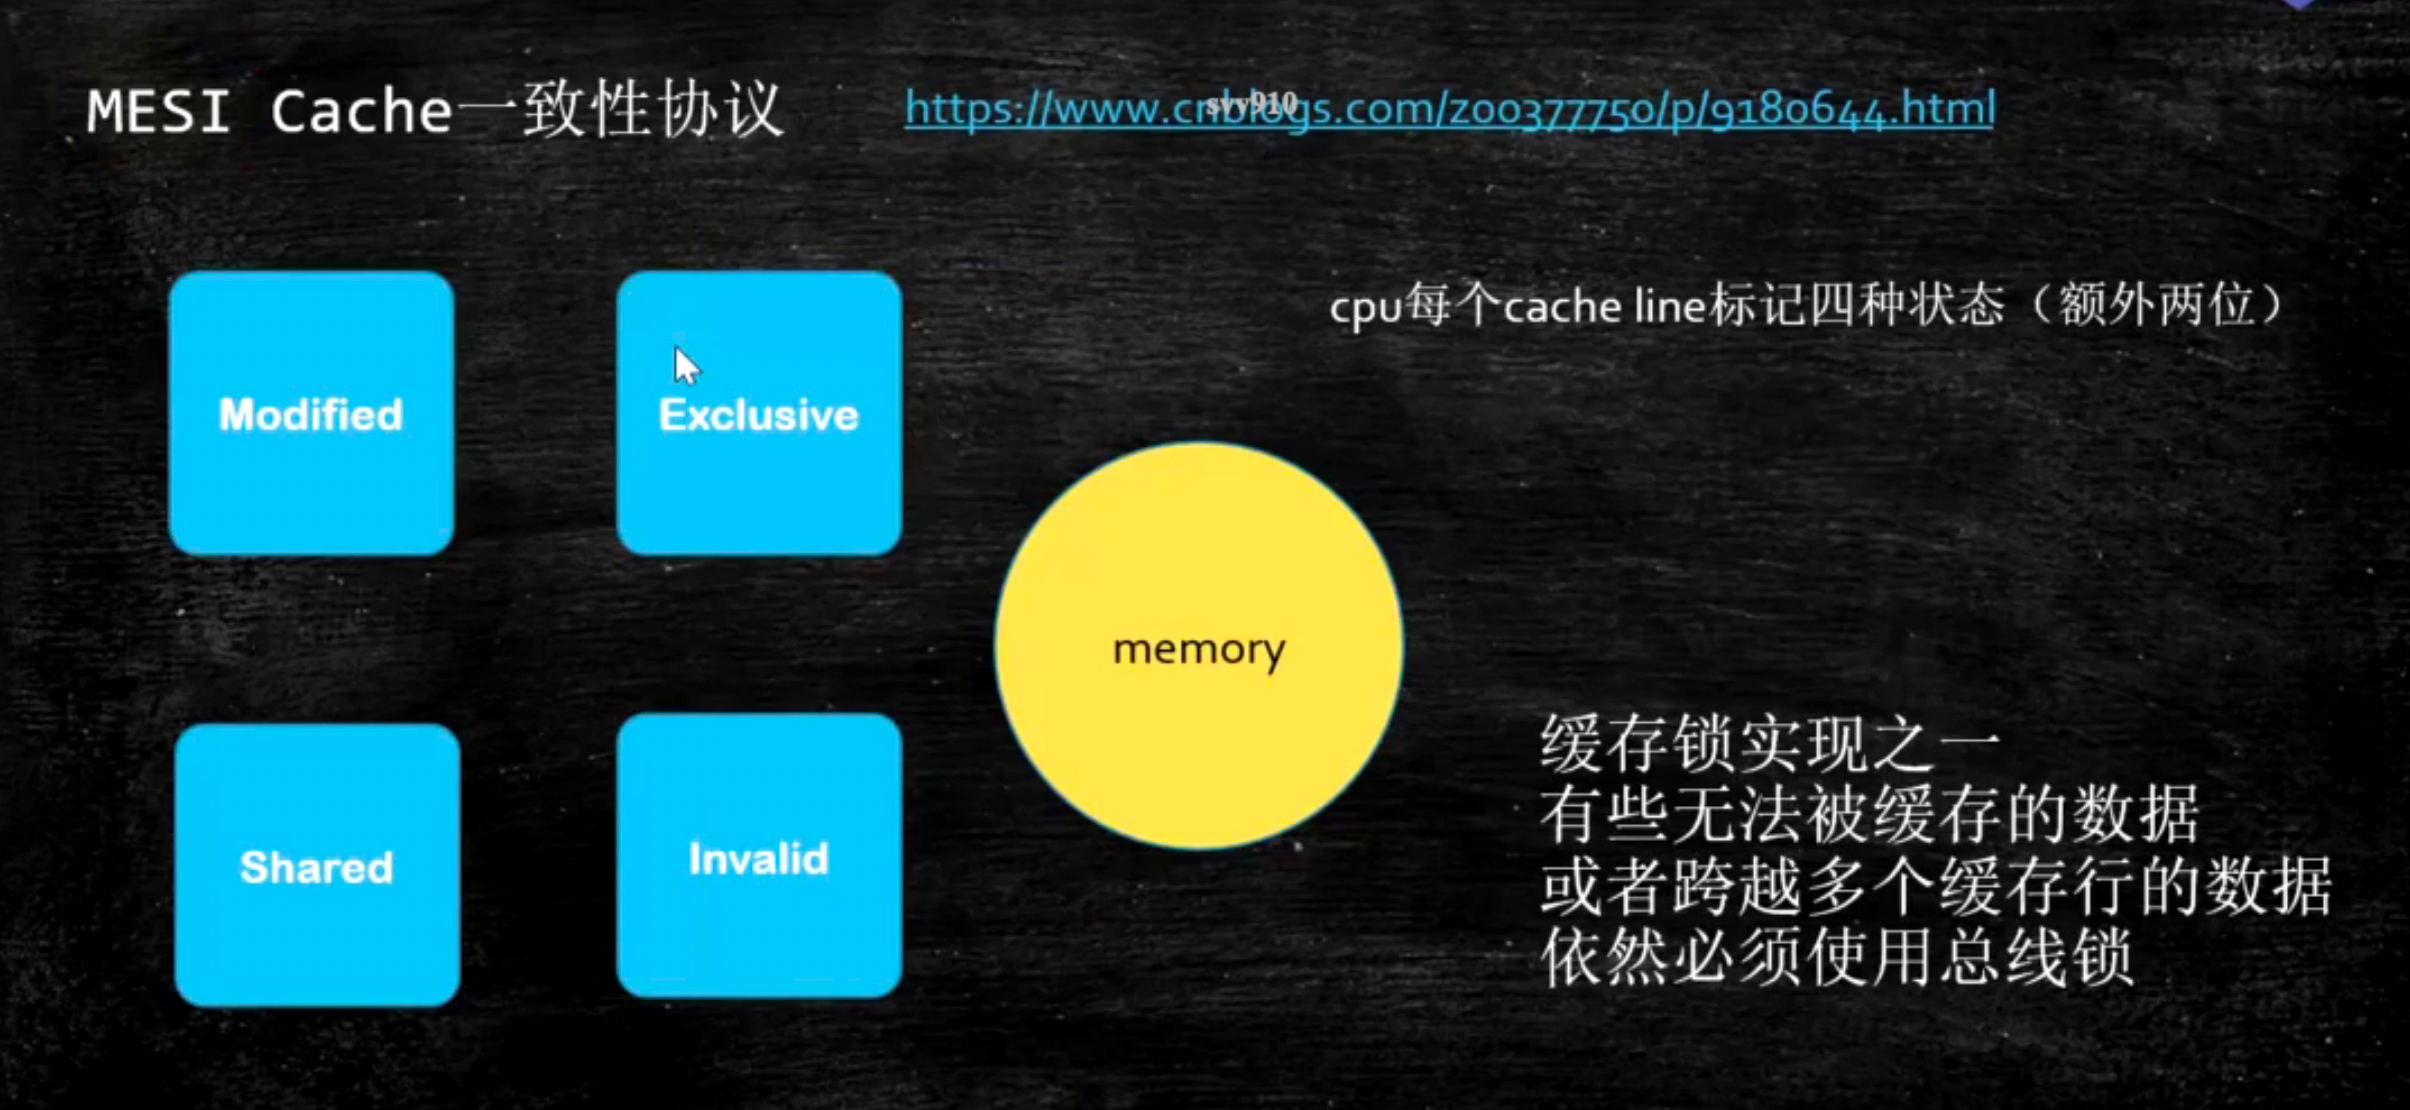 MESI Cache一致性协议
https://www.cnblogs.com/z00377750/p/9180644.html
svv910
cpu每个cache line标记四种状态（额外两位）
Modified
Exclusive
memory
Shared
Invalid
缓存锁实现之一
有些无法被缓存的数据
或者跨越多个缓存行的数据
依然必须使用总线锁